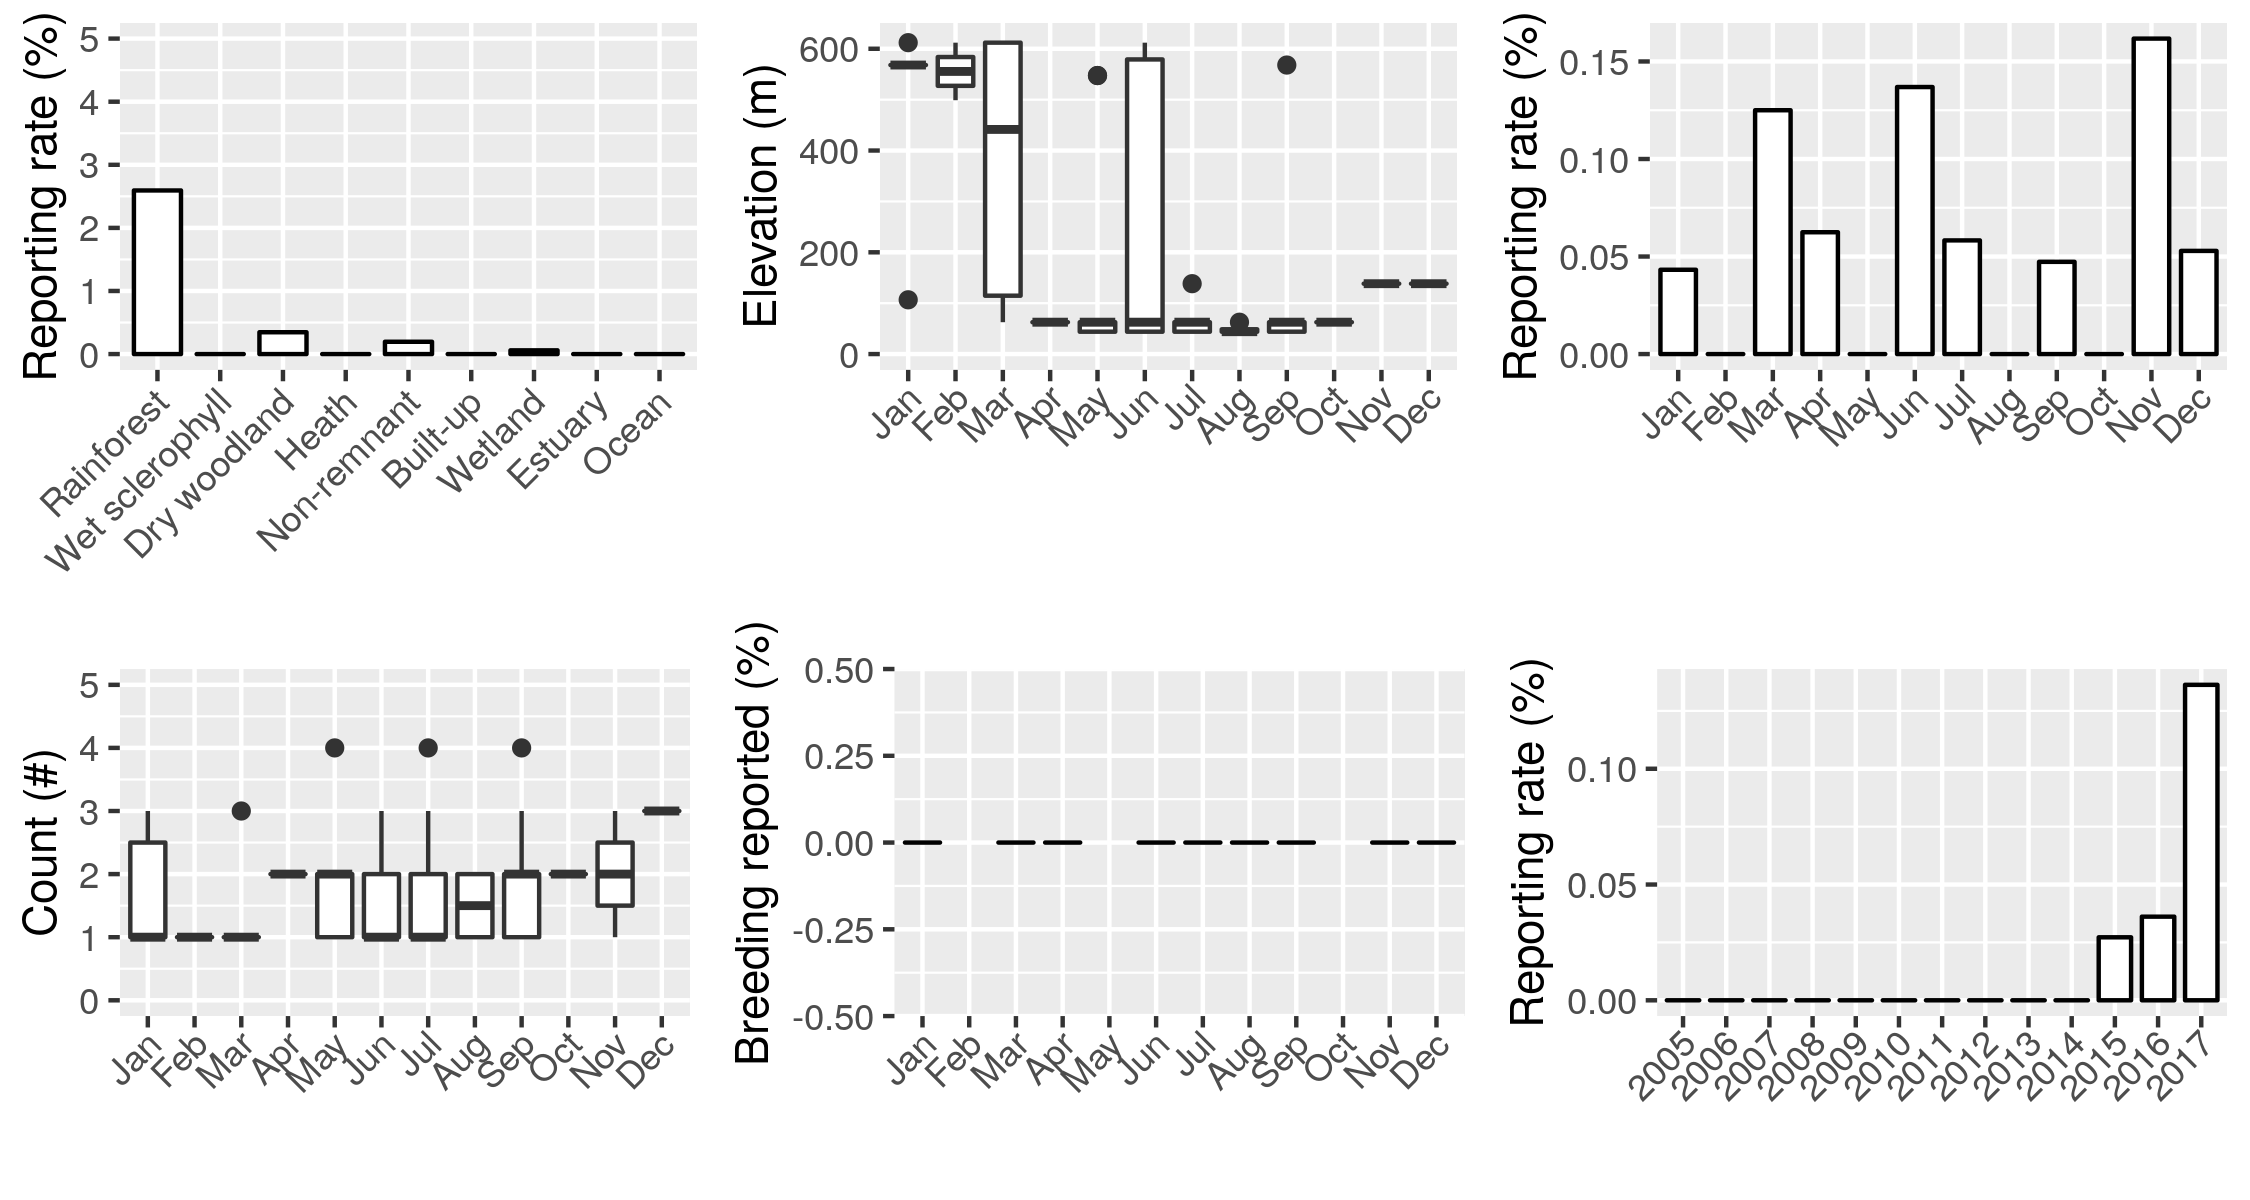 Reporting rate (%)
5
4
3
2
1
0
Rainforest
Wet sclerophyll
Dry woodland
Heath
Non-remnant
Built-up
Wetland
Estuary
Ocean
Elevation (m)
600
400
200
0
Jan
Feb
Mar
Apr
May
Jun
Jul
Aug
Sep
Oct
Nov
Dec
Reporting rate (%)
0.15
0.10
0.05
0.00
Jan
Feb
Mar
Apr
May
Jun
Jul
Aug
Sep
Oct
Nov
Dec
Count (#)
5
4
3
2
1
0
Jan
Feb
Mar
Apr
May
Jun
Jul
Aug
Sep
Oct
Nov
Dec
Breeding reported (%)
0.50
0.25
0.00
-0.25
-0.50
Jan
Feb
Mar
Apr
May
Jun
Jul
Aug
Sep
Oct
Nov
Dec
Reporting rate (%)
0.10
0.05
0.00
2005
2006
2007
2008
2009
2010
2011
2012
2013
2014
2015
2016
2017